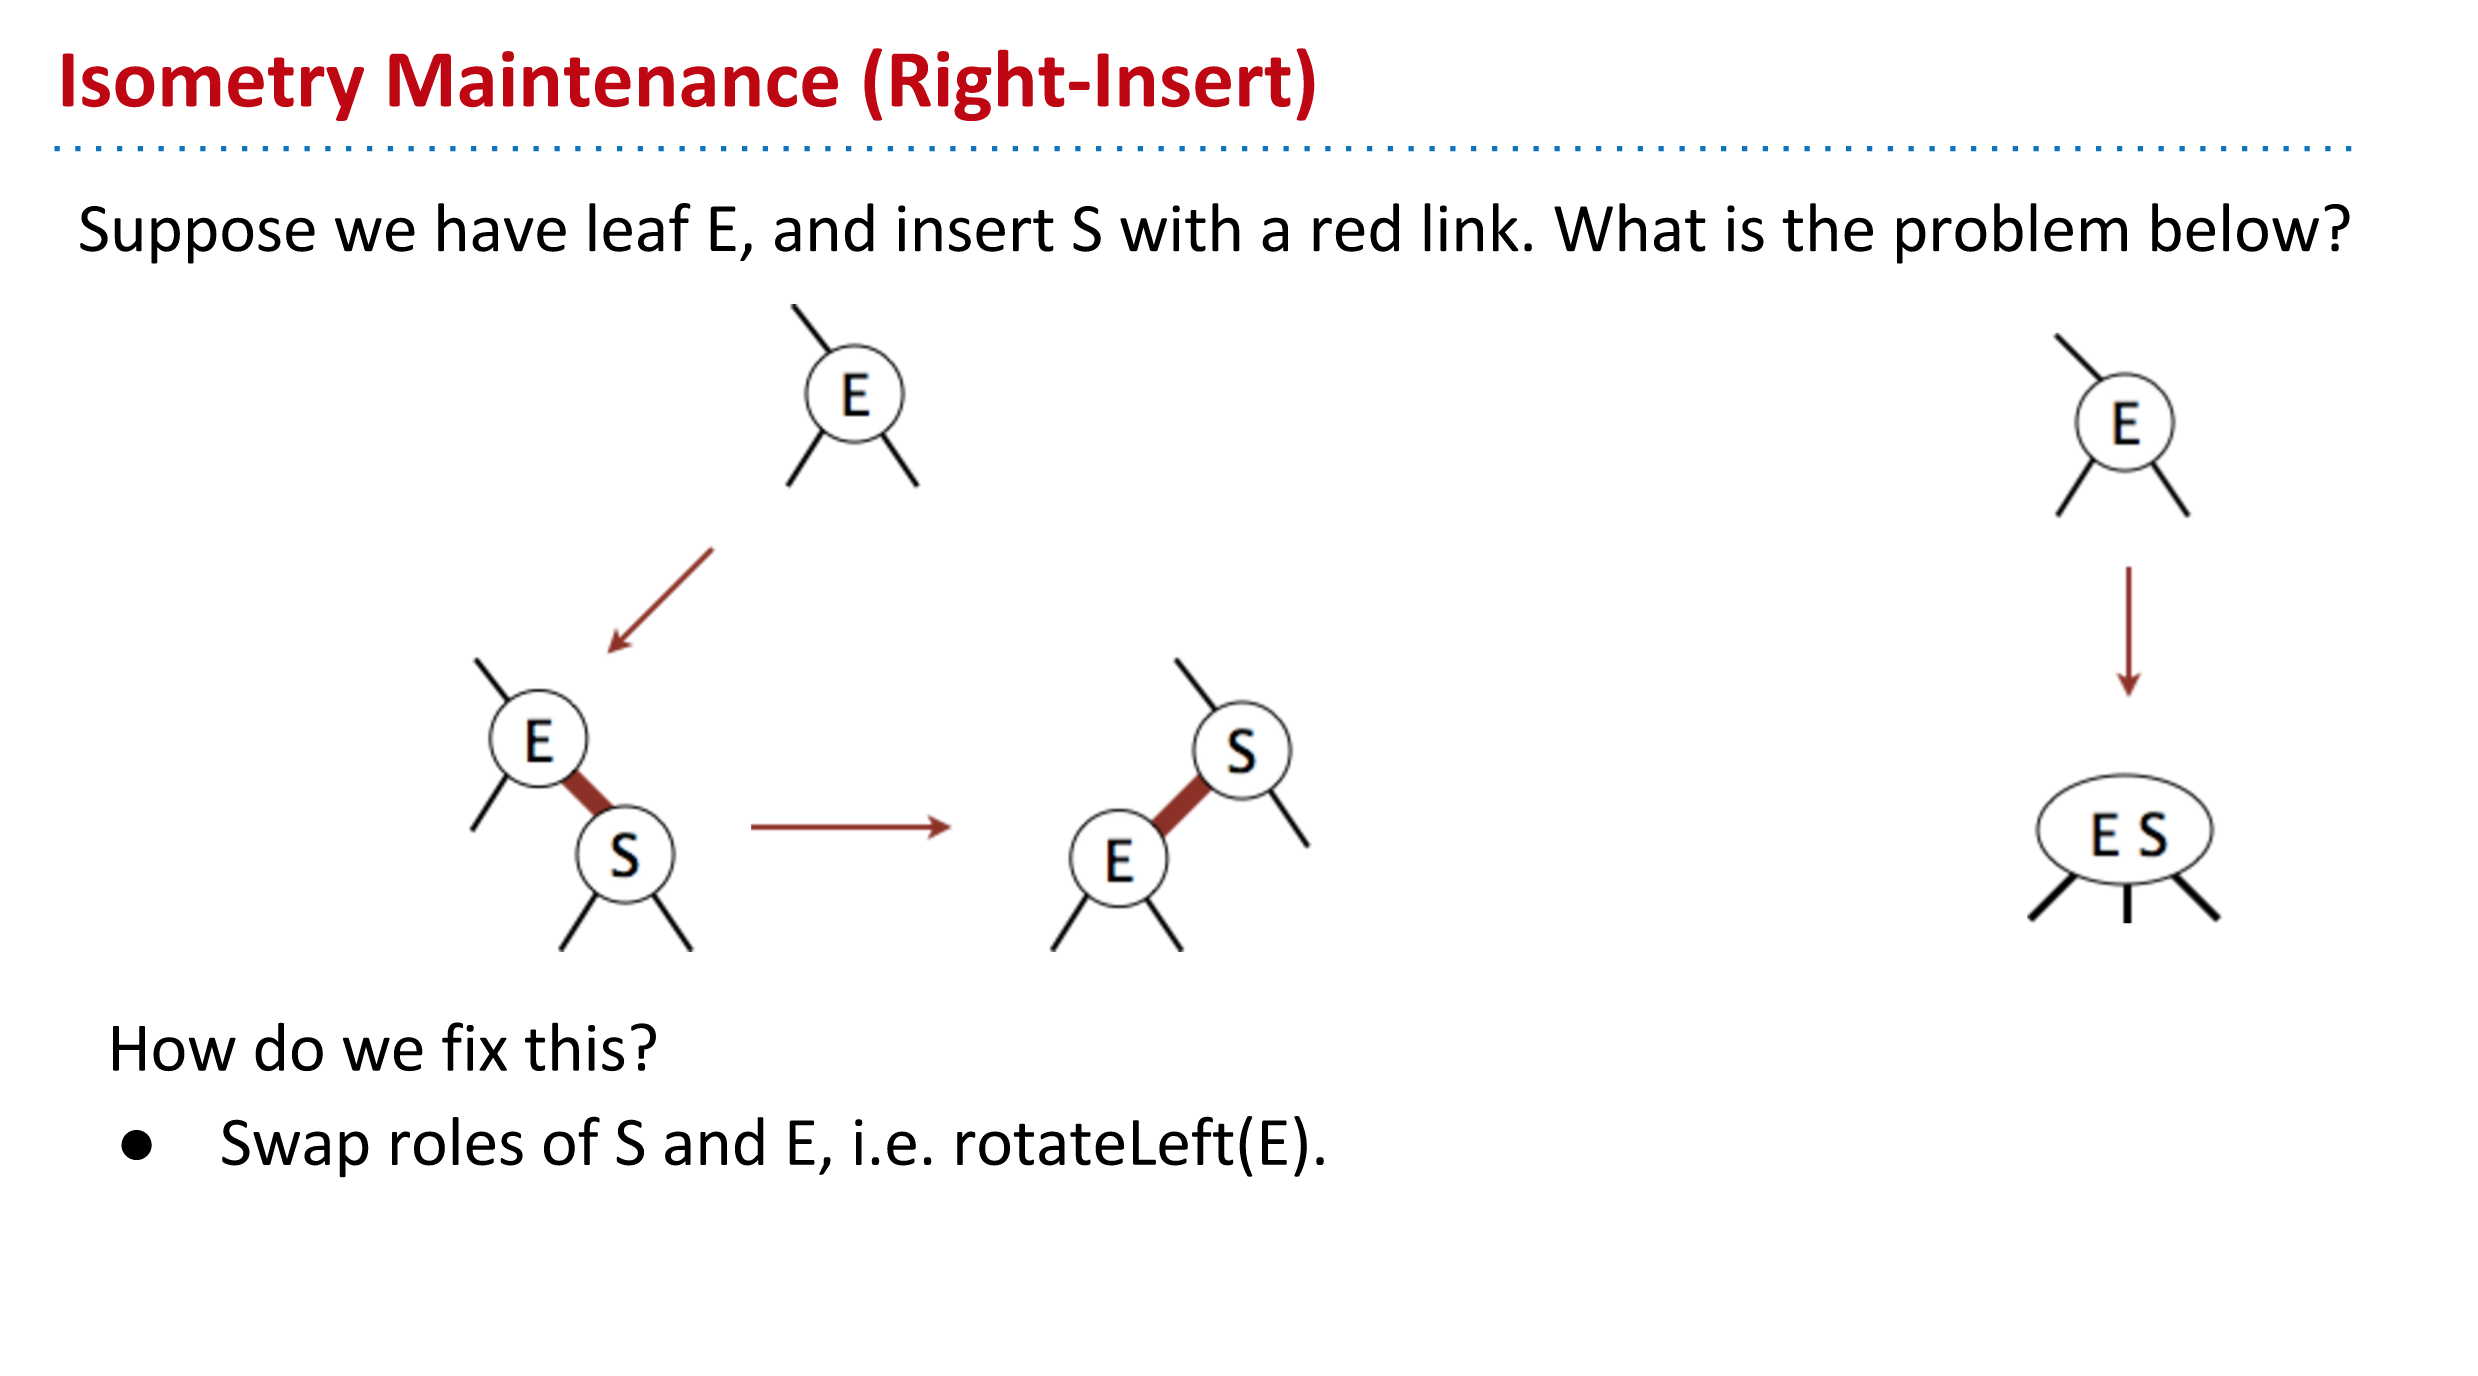 Isometry Maintenance (Right-Insert)
Suppose we have leaf E, and insert S with a red link. What is the problem below?
E
E
E
S
S
E
E S
How do we fix this?
● Swap roles of S and E, i.e. rotateLeft(E).